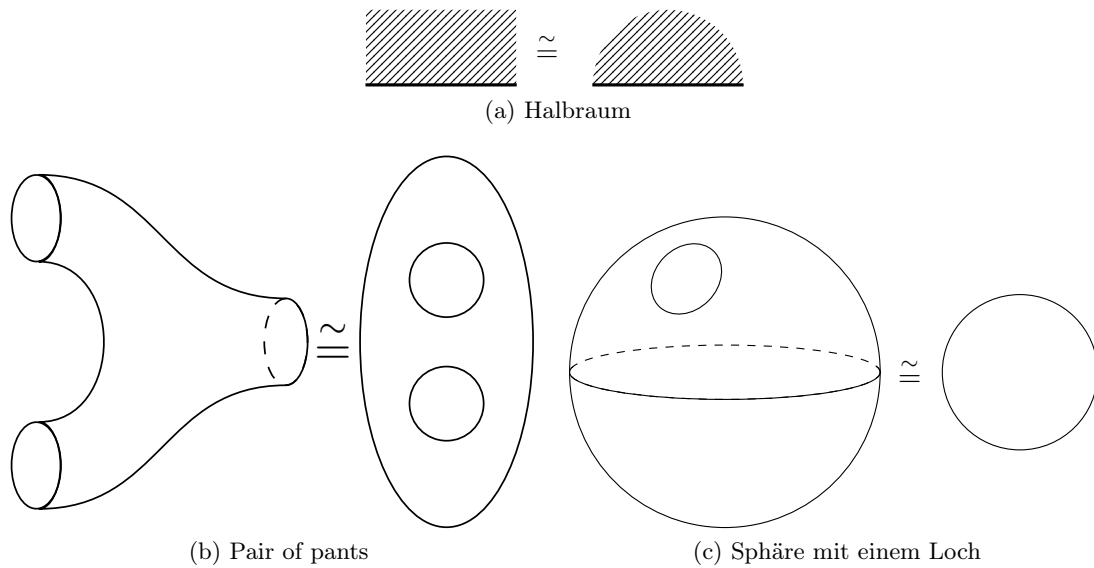 ≅
(a) Halbraum
≅
≅
(b) Pair of pants
(c) Sphäre mit einem Loch